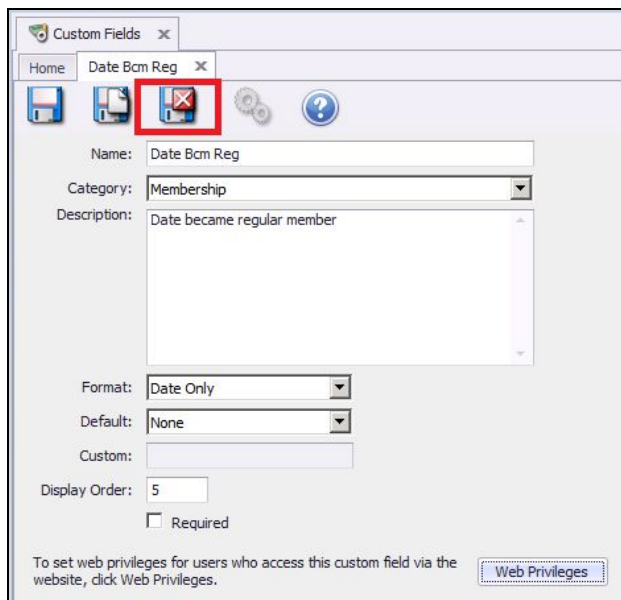 Custom Fields
Home Date Bcm Reg
Name: Date Bcm Reg
Category: Membership
Description: Date became regular member
Format: Date Only
Default: None
Custom:
Display Order: 5
Required
To set web privileges for users who access this custom field via the
website, click Web Privileges.
Web Privileges